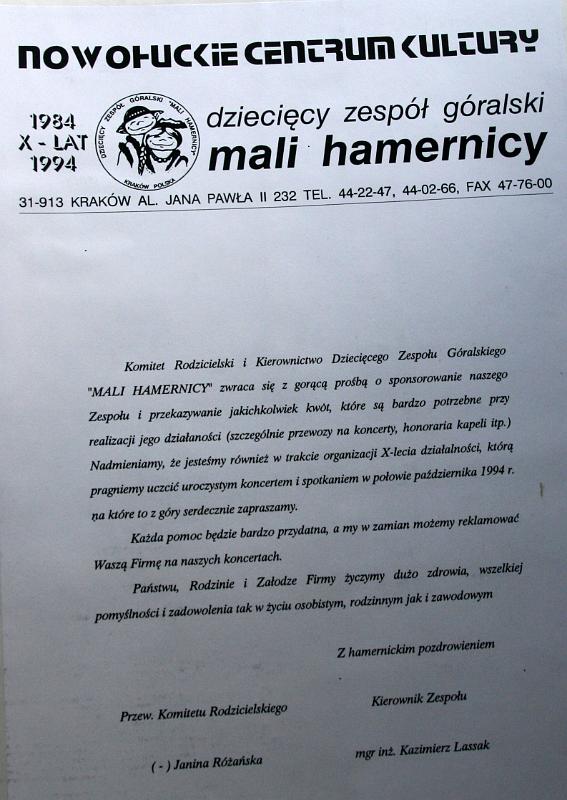 NOWOHUCKIE CENTRUM KULTURY
1984
X - LAT
1994
DZIECIĘCY ZESPÓŁ GÓRALSKI "MALI HAMERNICY"
KRAKÓW POLSKA
dziecięcy zespół góralski
mali hamernicy
31-913 KRAKÓW AL. JANA PAWŁA II 232 TEL. 44-22-47, 44-02-66, FAX 47-76-00
Komitet Rodzicielski i Kierownictwo Dziecięcego Zespołu Góralskiego
"MALI HAMERNICY" zwraca się z gorącą prośbą o sponsorowanie naszego
Zespołu i przekazywanie jakichkolwiek kwót, które są bardzo potrzebne przy
realizacji jego działaności (szczególnie przewozy na koncerty, honoraria kapeli itp.)
Nadmieniamy, że jesteśmy również w trakcie organizacji X-lecia działalności, którą
pragniemy uczcić uroczystym koncertem i spotkaniem w połowie października 1994 r.
na które to z góry serdecznie zapraszamy.
Każda pomoc będzie bardzo przydatna, a my w zamian możemy reklamować
Waszą Firmę na naszych koncertach.
Państwu, Rodzinie i Załodze Firmy życzymy dużo zdrowia, wszelkiej
pomyślności i zadowolenia tak w życiu osobistym, rodzinnym jak i zawodowym
Z hamernickim pozdrowieniem
Przew. Komitetu Rodzicielskiego
Kierownik Zespołu
( - ) Janina Różańska
mgr inż. Kazimierz Lassak